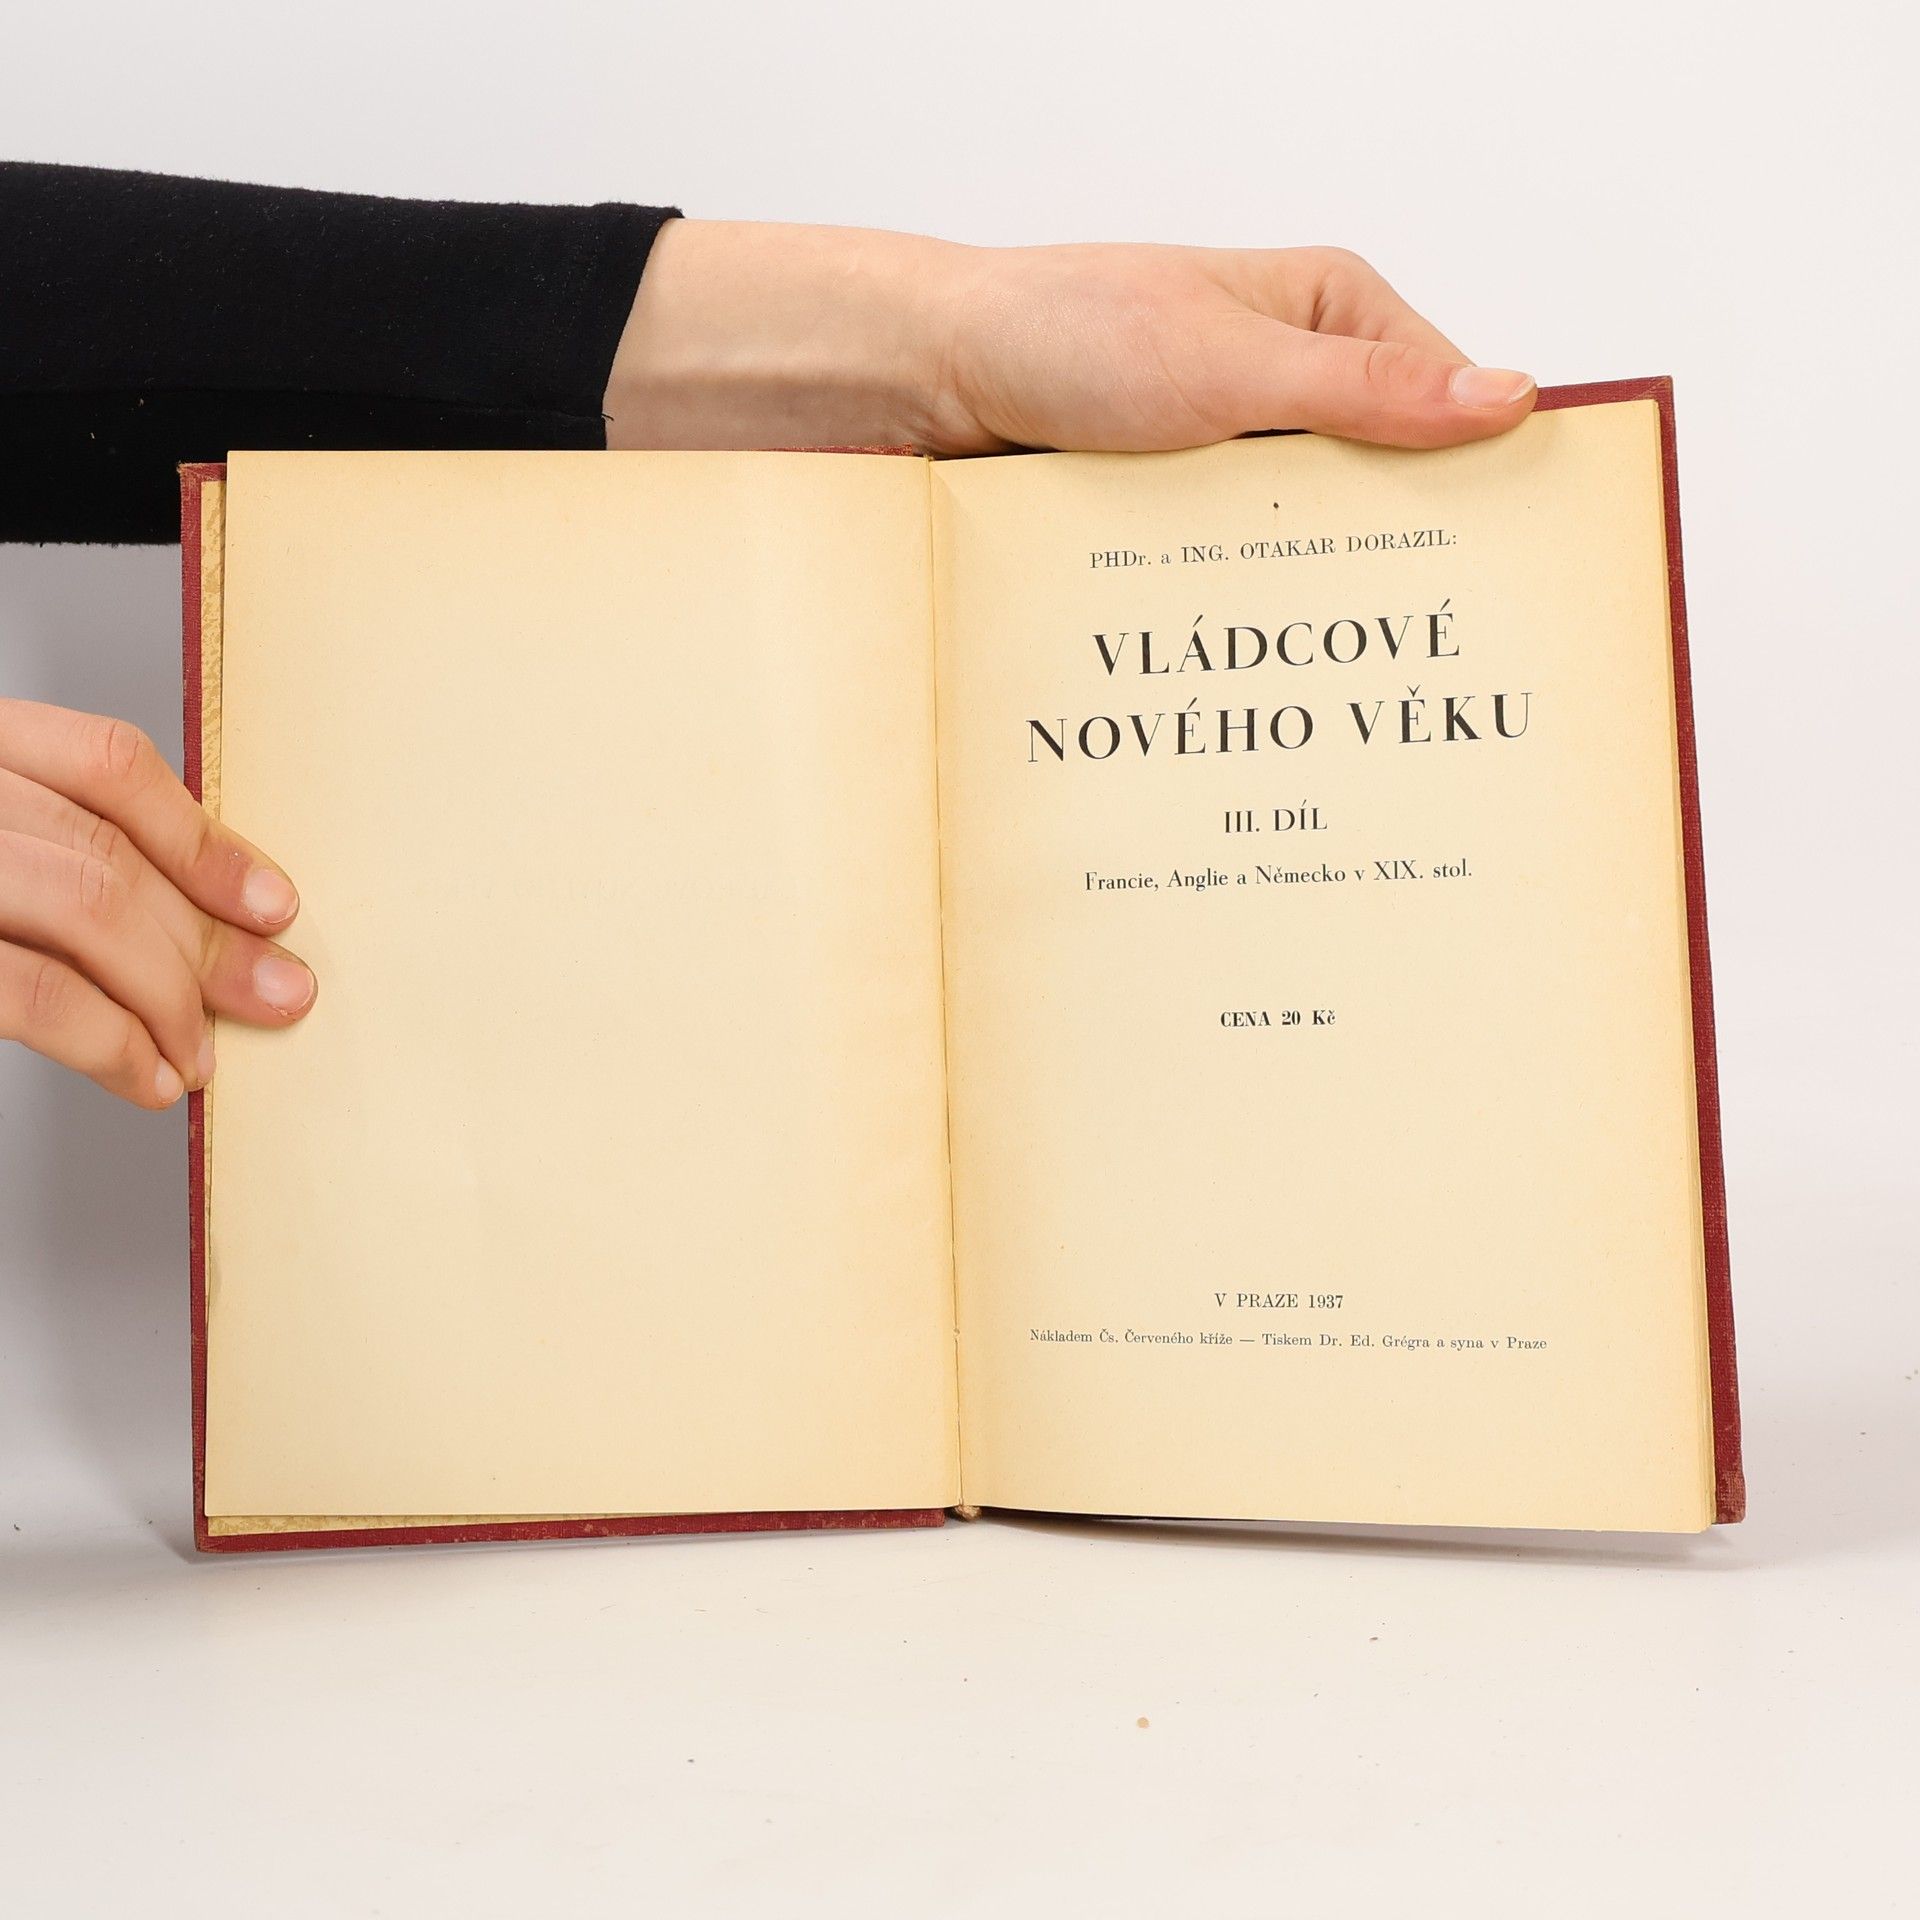 PHDr. a ING. OTAKAR DORAZIL:
VLÁDCOVÉ
NOVÉHO VĚKU
III. DÍL
Francie, Anglie a Německo v XIX. stol.
CENA 20 Kč
V PRAZE 1937
Nákladem Čs. Červeného kříže — Tiskem Dr. Ed. Grégra a syna v Praze